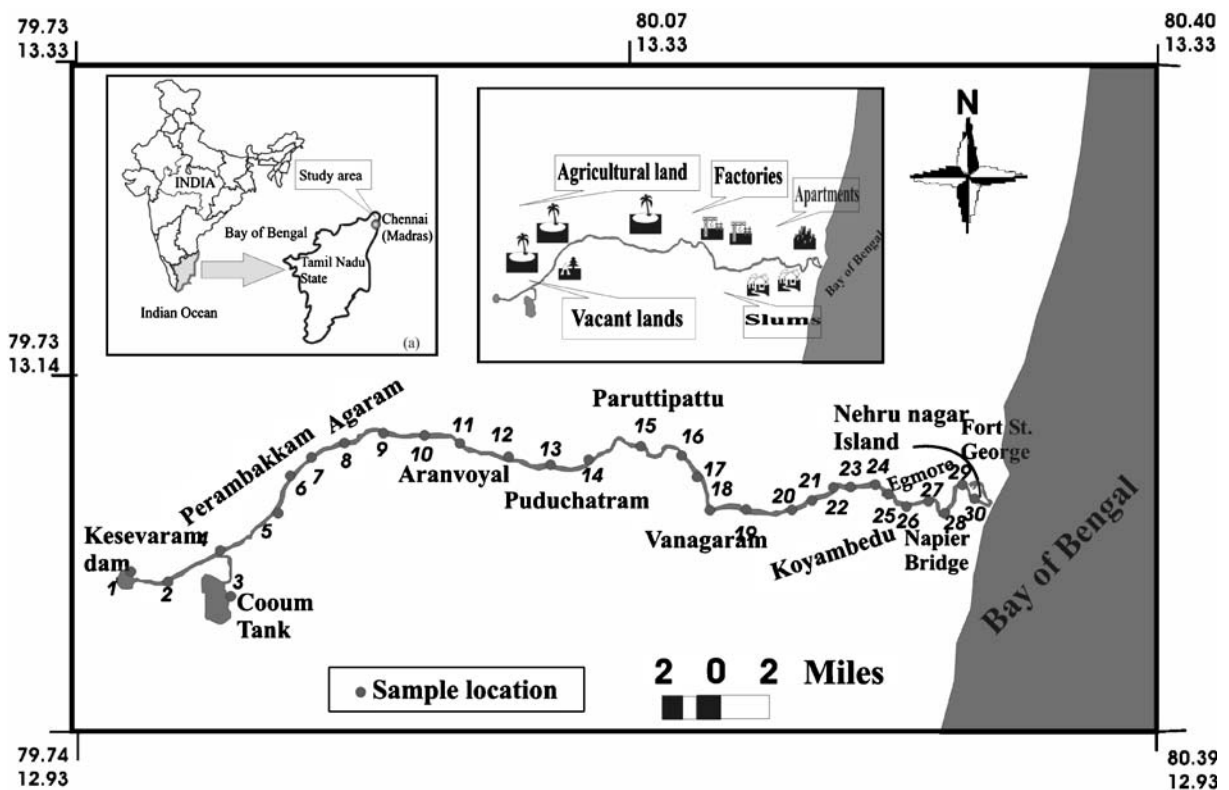 79.73
13.33
80.07
13.33
80.40
13.33
INDIA
Study area
Chennai
(Madras)
Bay of Bengal
Tamil Nadu
State
Indian Ocean
(a)
Agricultural land
Factories
Apartments
Vacant lands
Slums
Bay of Bengal
N
79.73
13.14
Kesevaram
dam
Perambakkam
Agaram
Aranvoyal
Puduchatram
Paruttipattu
Vanagaram
Koyambedu
Nehru nagar
Island
Egmore
Fort St.
George
Napier
Bridge
Cooum
Tank
1
2
3
4
5
6
7
8
9
10
11
12
13
14
15
16
17
18
19
20
21
22
23
24
25
26
27
28
29
30
Bay of Bengal
Sample location
2 0 2 Miles
79.74
12.93
80.39
12.93